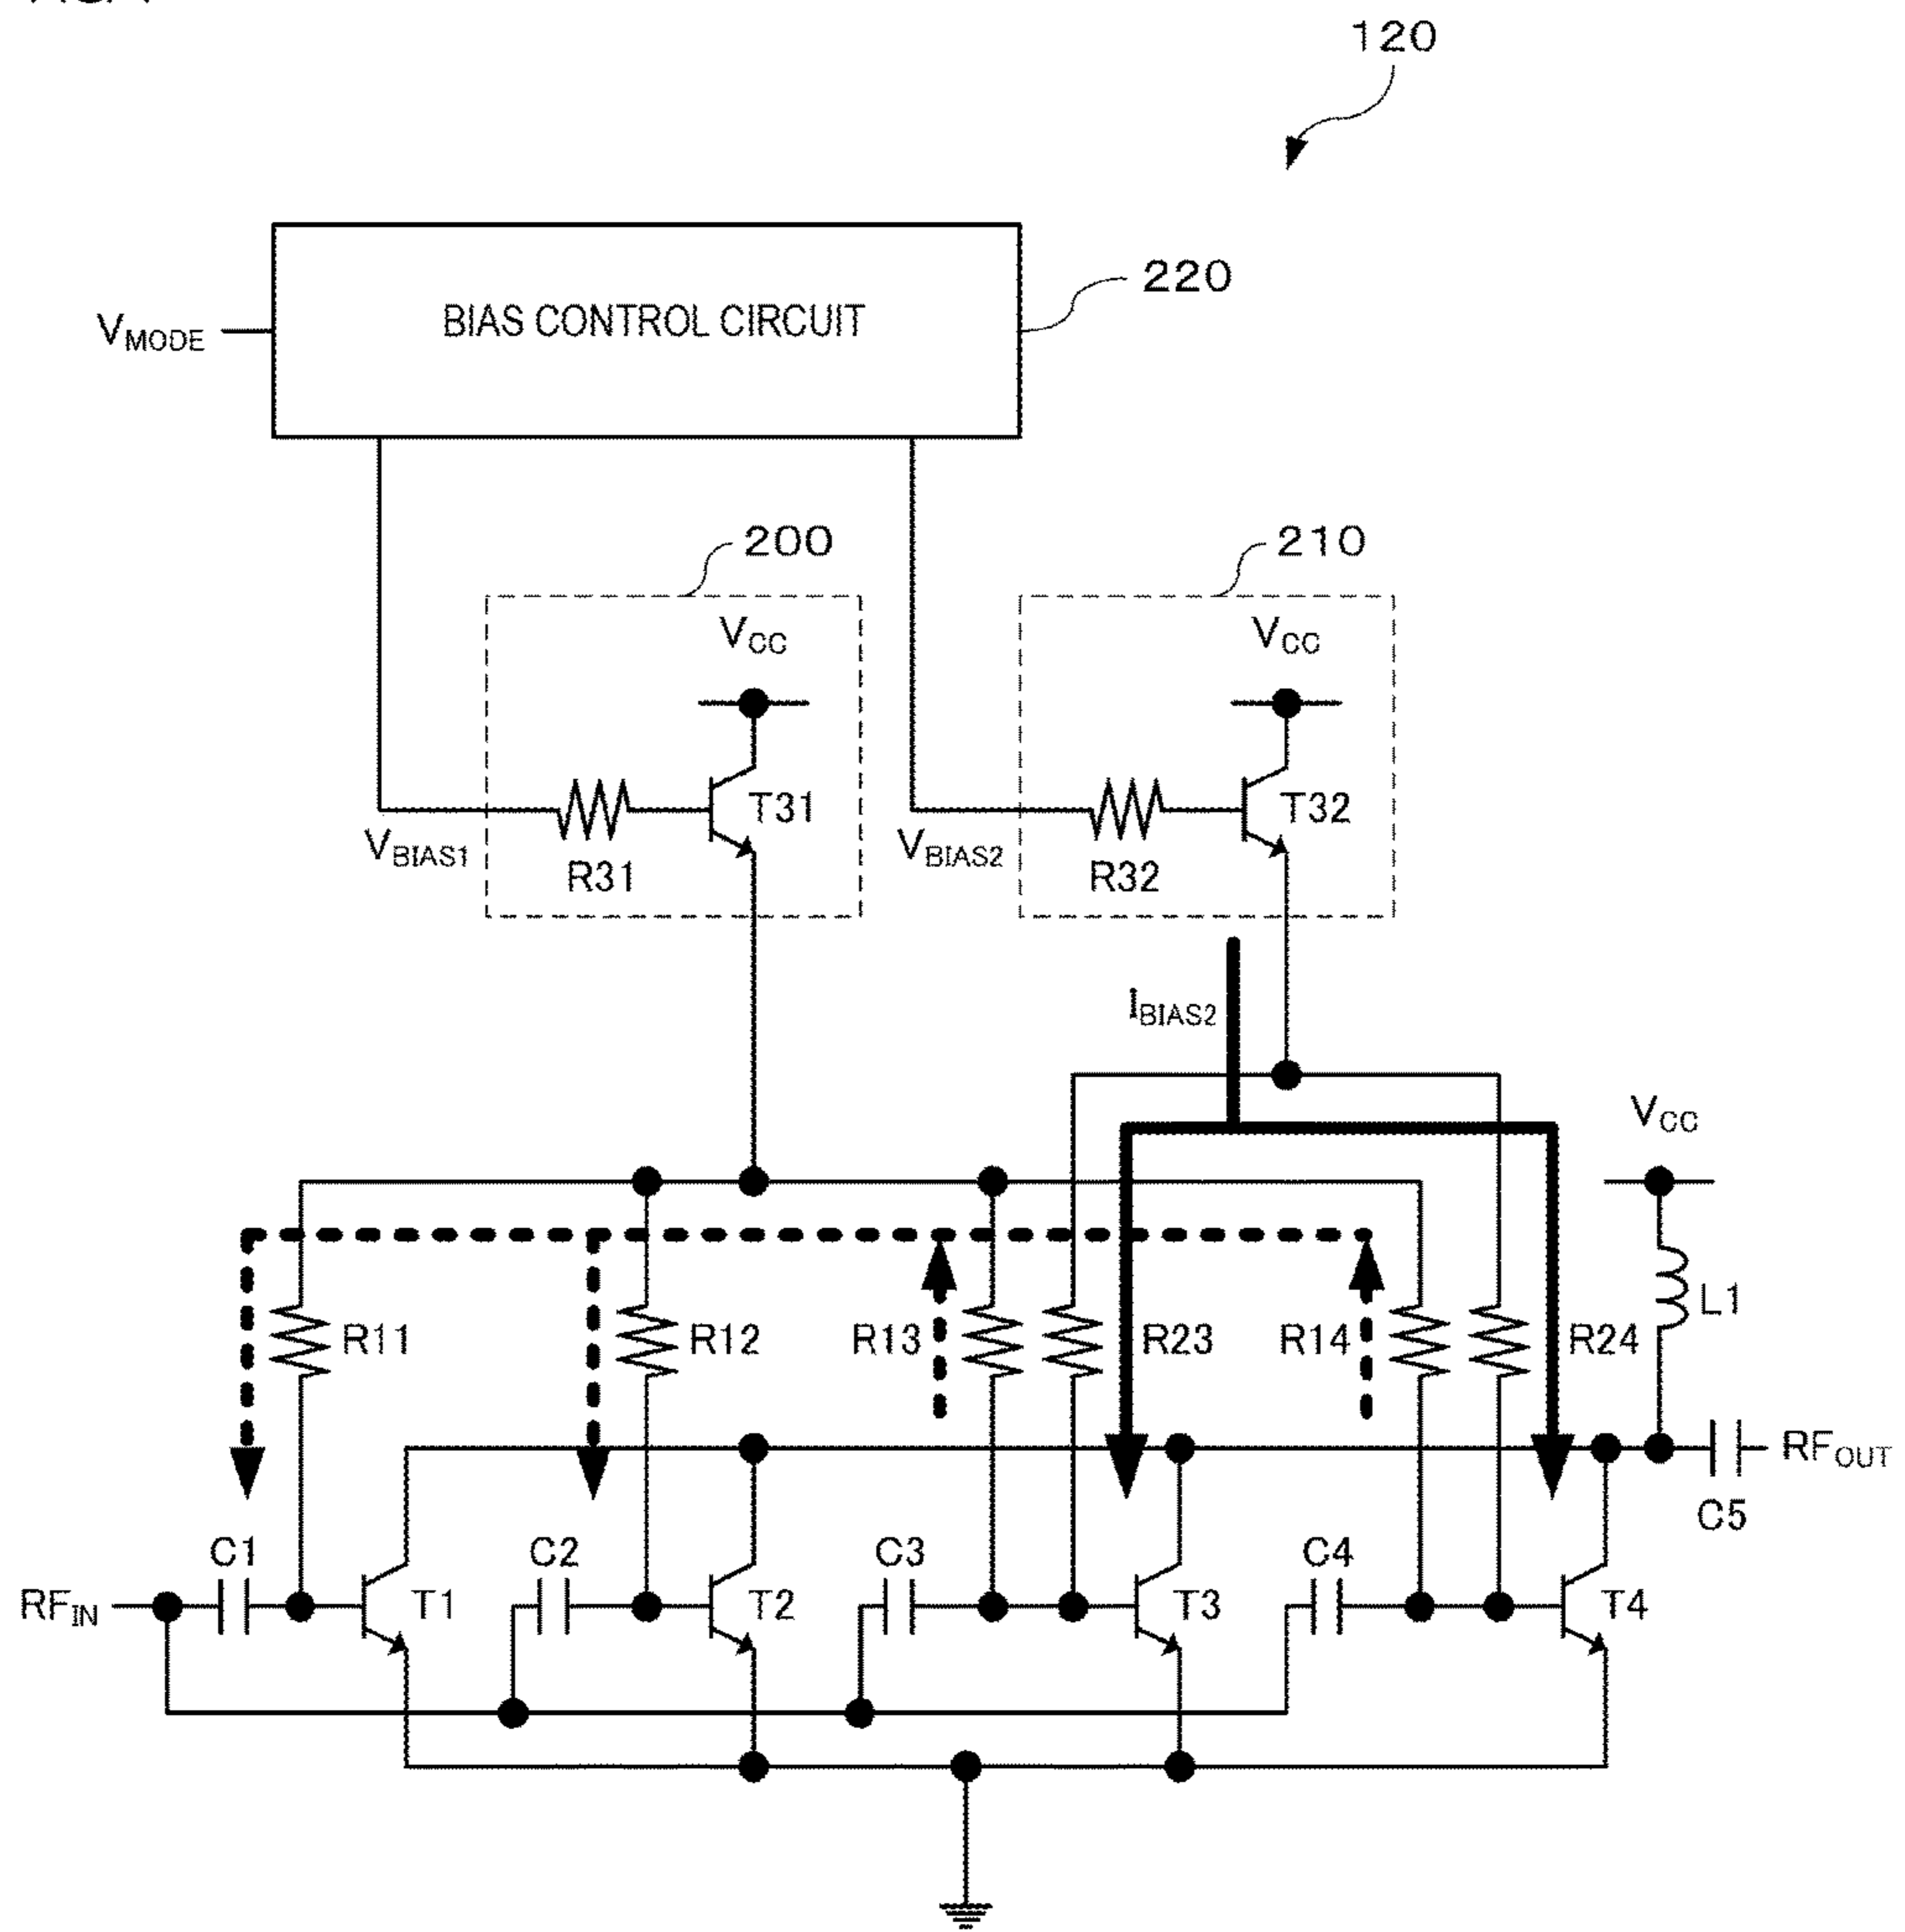 120
BIAS CONTROL CIRCUIT
220
VMODE
200
210
VCC
VCC
T31
T32
VBIAS1
R31
VBIAS2
R32
IBIAS2
VCC
R11
R12
R13
R23
R14
R24
L1
RFOUT
C5
C1
C2
C3
C4
RFIN
T1
T2
T3
T4